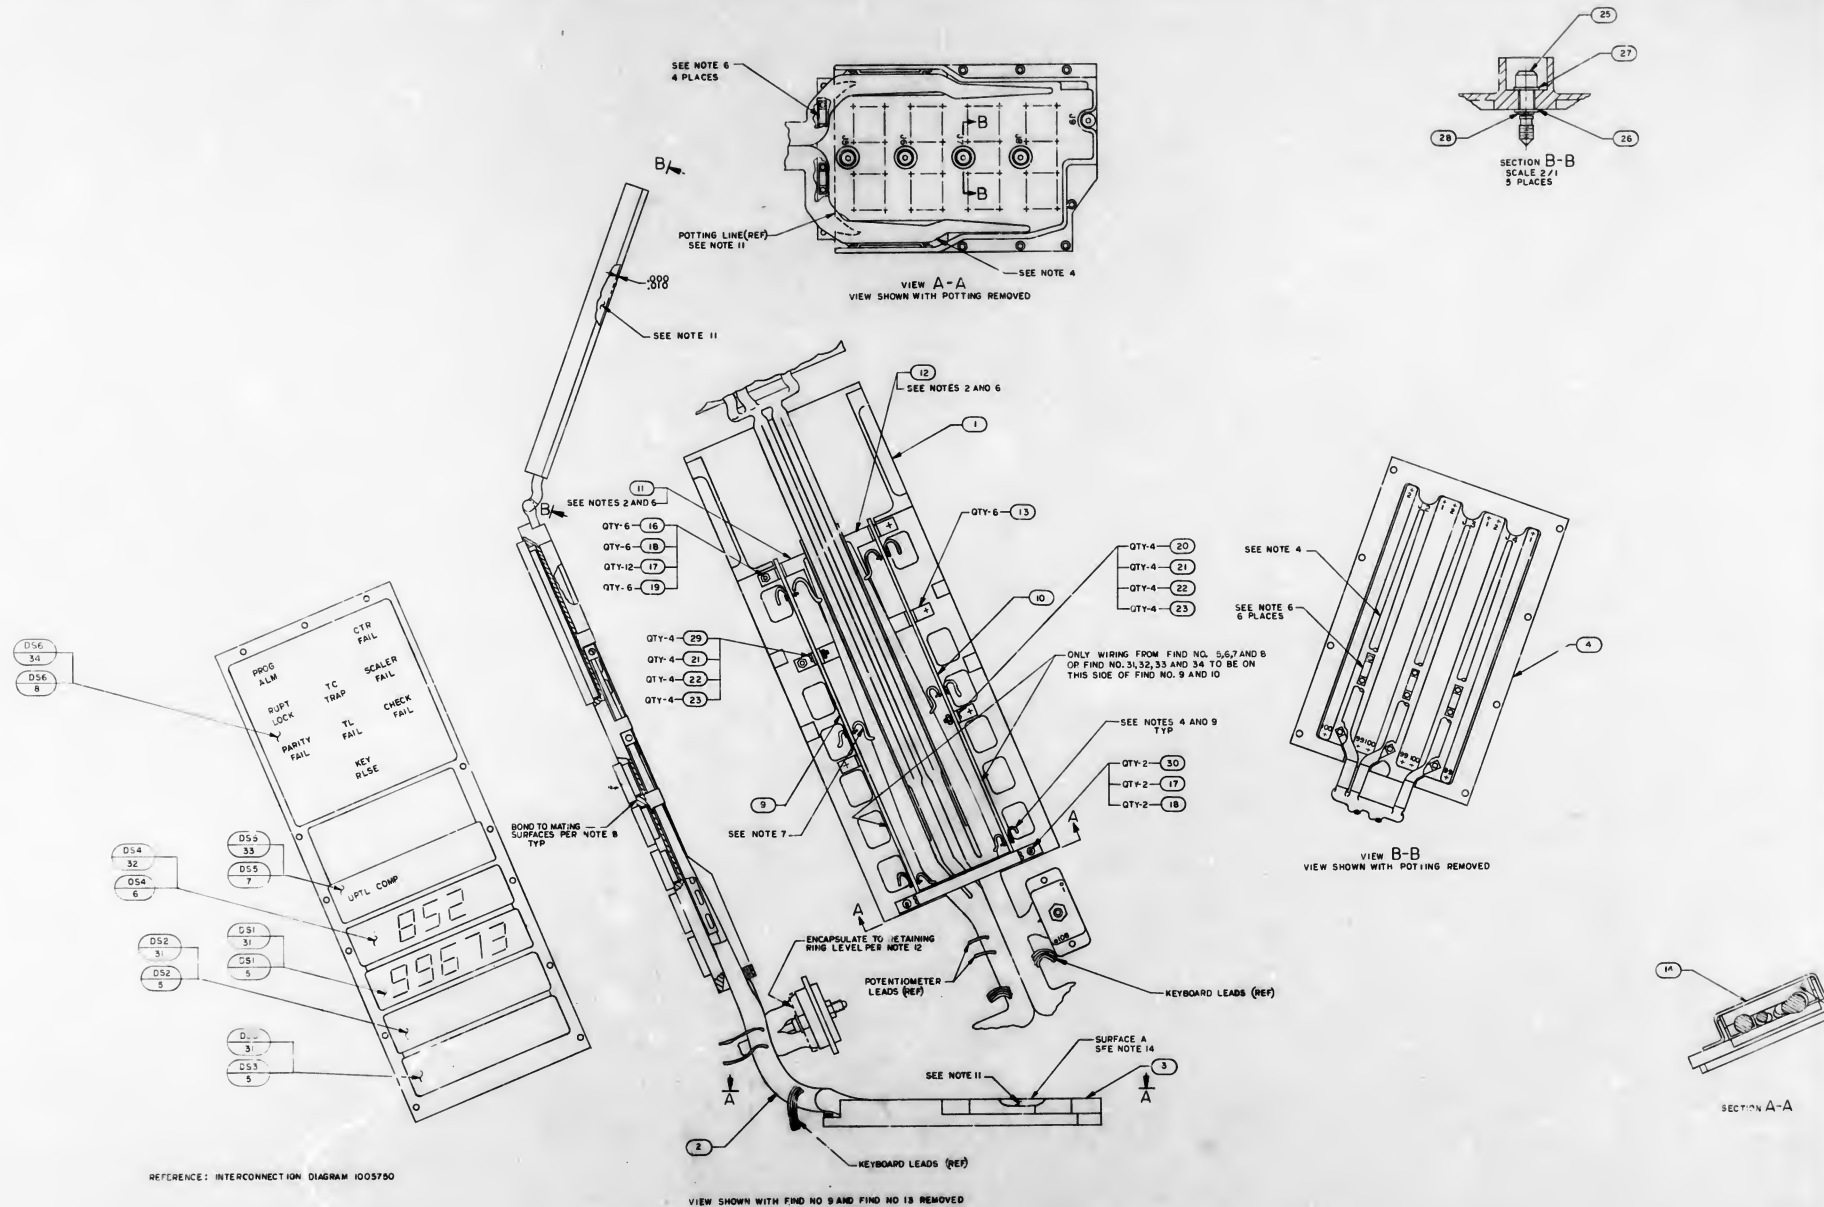 SEE NOTE 6
4 PLACES
J5
J6
J7
J8
J9
B
B
POTTING LINE(REF)
SEE NOTE 11
SEE NOTE 4
VIEW A-A
VIEW SHOWN WITH POTTING REMOVED
25
27
28
26
SECTION B-B
SCALE 2/1
5 PLACES
B
.000
.010
SEE NOTE 11
B
12
SEE NOTES 2 AND 6
1
11
SEE NOTES 2 AND 6
QTY-6 16
QTY-6 18
QTY-12 17
QTY-6 19
QTY-6 13
QTY-4 20
QTY-4 21
QTY-4 22
QTY-4 23
10
QTY-4 29
QTY-4 21
QTY-4 22
QTY-4 23
ONLY WIRING FROM FIND NO. 5,6,7 AND 8
OR FIND NO. 31,32,33 AND 34 TO BE ON
THIS SIDE OF FIND NO. 9 AND 10
SEE NOTES 4 AND 9
TYP
QTY-2 30
QTY-2 17
QTY-2 18
9
SEE NOTE 7
A
A
SEE NOTE 4
SEE NOTE 6
6 PLACES
4
VIEW B-B
VIEW SHOWN WITH POTTING REMOVED
DS6
34
DS6
8
PROG
ALM
CTR
FAIL
RUPT
LOCK
TC
TRAP
SCALER
FAIL
PARITY
FAIL
TL
FAIL
CHECK
FAIL
KEY
RLSE
DS5
33
DS5
7
DS4
32
DS4
6
UPTL COMP
852
99673
DS1
31
DS1
5
DS2
31
DS2
5
31
DS3
5
BOND TO MATING
SURFACES PER NOTE 8
TYP
ENCAPSULATE TO RETAINING
RING LEVEL PER NOTE 12
POTENTIOMETER
LEADS (REF)
KEYBOARD LEADS (REF)
SURFACE A
SEE NOTE 14
SEE NOTE 11
3
A
A
2
KEYBOARD LEADS (REF)
SECTION A-A
REFERENCE: INTERCONNECTION DIAGRAM 1005760
VIEW SHOWN WITH FIND NO 9 AND FIND NO 13 REMOVED